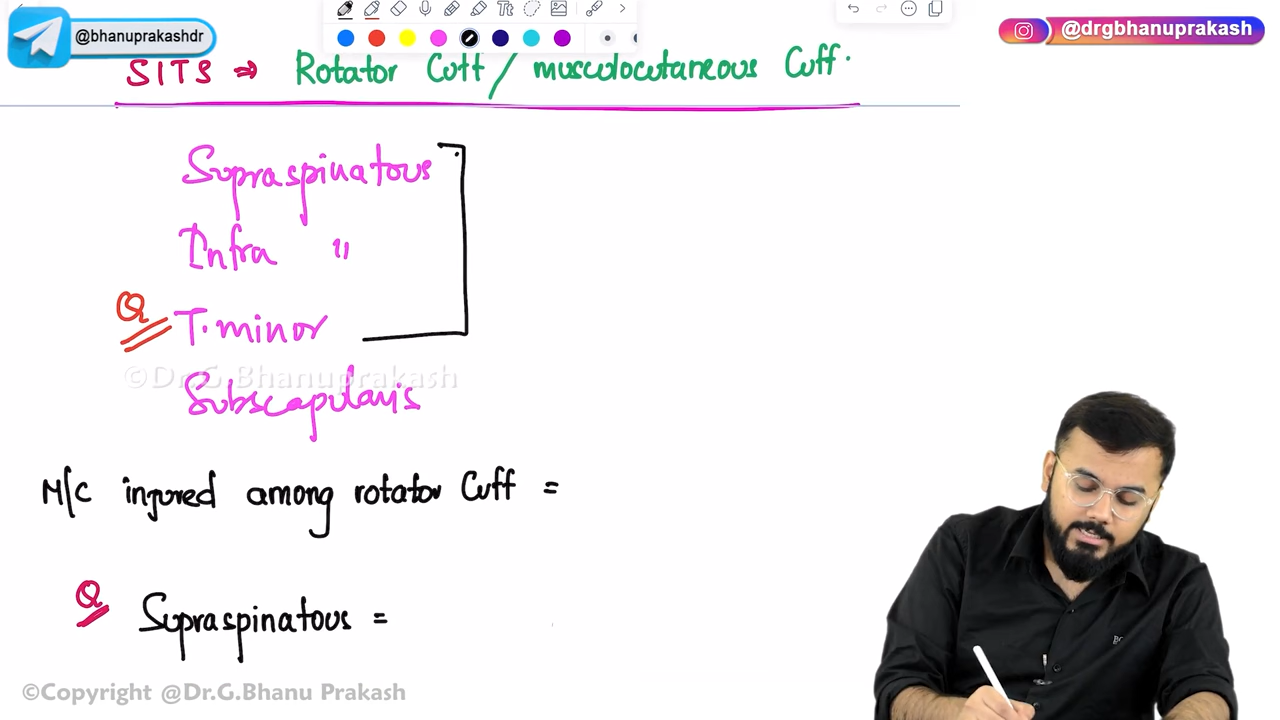 @bhanuprakashdr
@drgbhanuprakash
SITS ⇒ Rotator Cuff / musculocutaneous Cuff.
Supraspinatous
Infra "
Q T. minor
©Dr.G.Bhanuprakash
Subscapularis
M/C injured among rotator Cuff =
Q Supraspinatous =
©Copyright @Dr.G.Bhanu Prakash